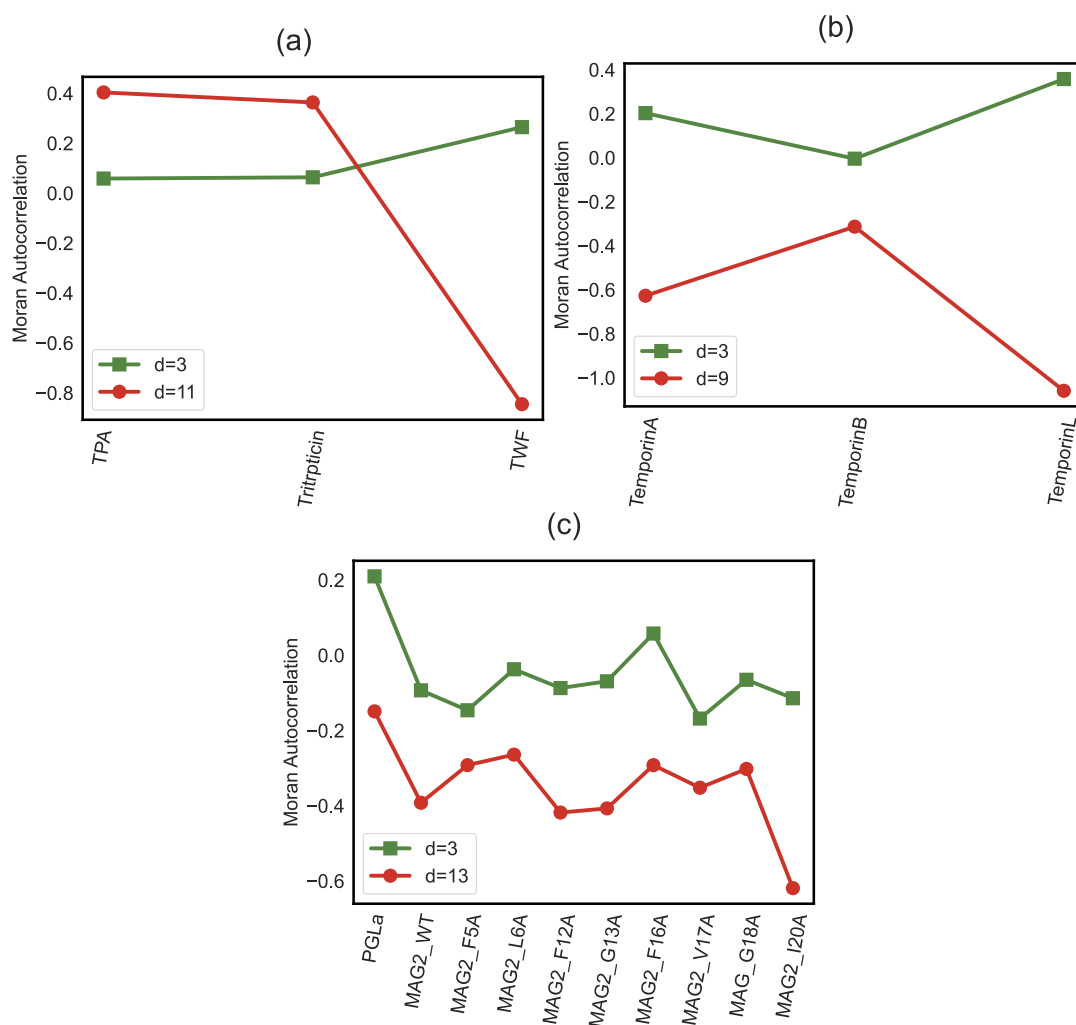 (a)
Moran Autocorrelation
0.4
0.2
0.0
−0.2
−0.4
−0.6
−0.8
d=3
d=11
TPA
Tritrpticin
TWF
(b)
Moran Autocorrelation
0.4
0.2
0.0
−0.2
−0.4
−0.6
−0.8
−1.0
d=3
d=9
TemporinA
TemporinB
TemporinL
(c)
Moran Autocorrelation
0.2
0.0
−0.2
−0.4
−0.6
d=3
d=13
PGLa
MAG2_WT
MAG2_F5A
MAG2_L6A
MAG2_F12A
MAG2_G13A
MAG2_F16A
MAG2_V17A
MAG_G18A
MAG2_I20A